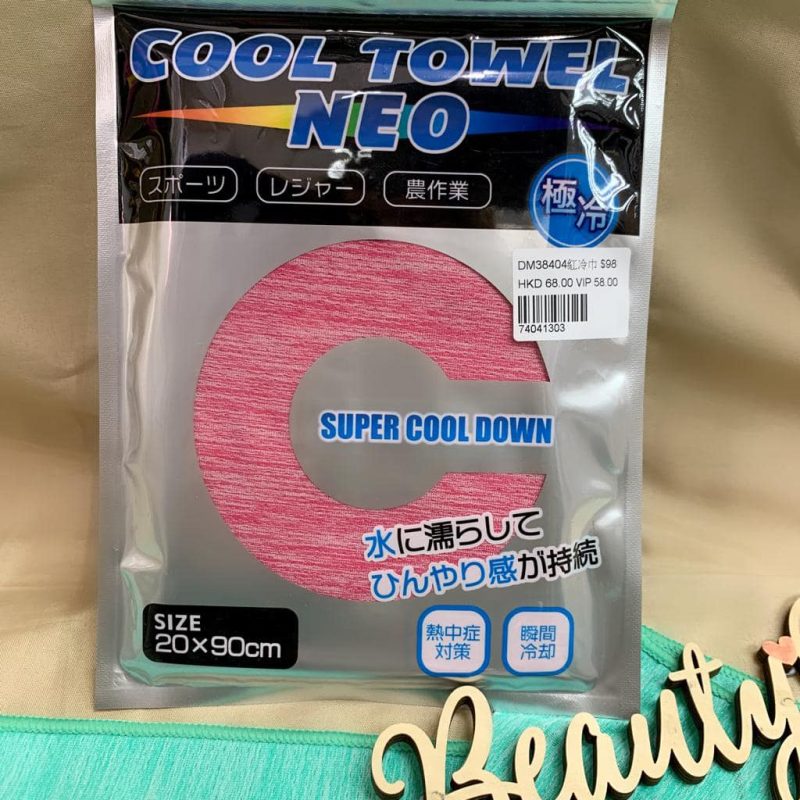 COOL TOWEL
NEO
スポーツ
レジャー
農作業
極冷
DM38404紅冷巾 $98
HKD 68.00 VIP 58.00
74041303
SUPER COOL DOWN
水に濡らして
ひんやり感が持続
SIZE
20×90cm
熱中症
対策
瞬間
冷却
Beauty